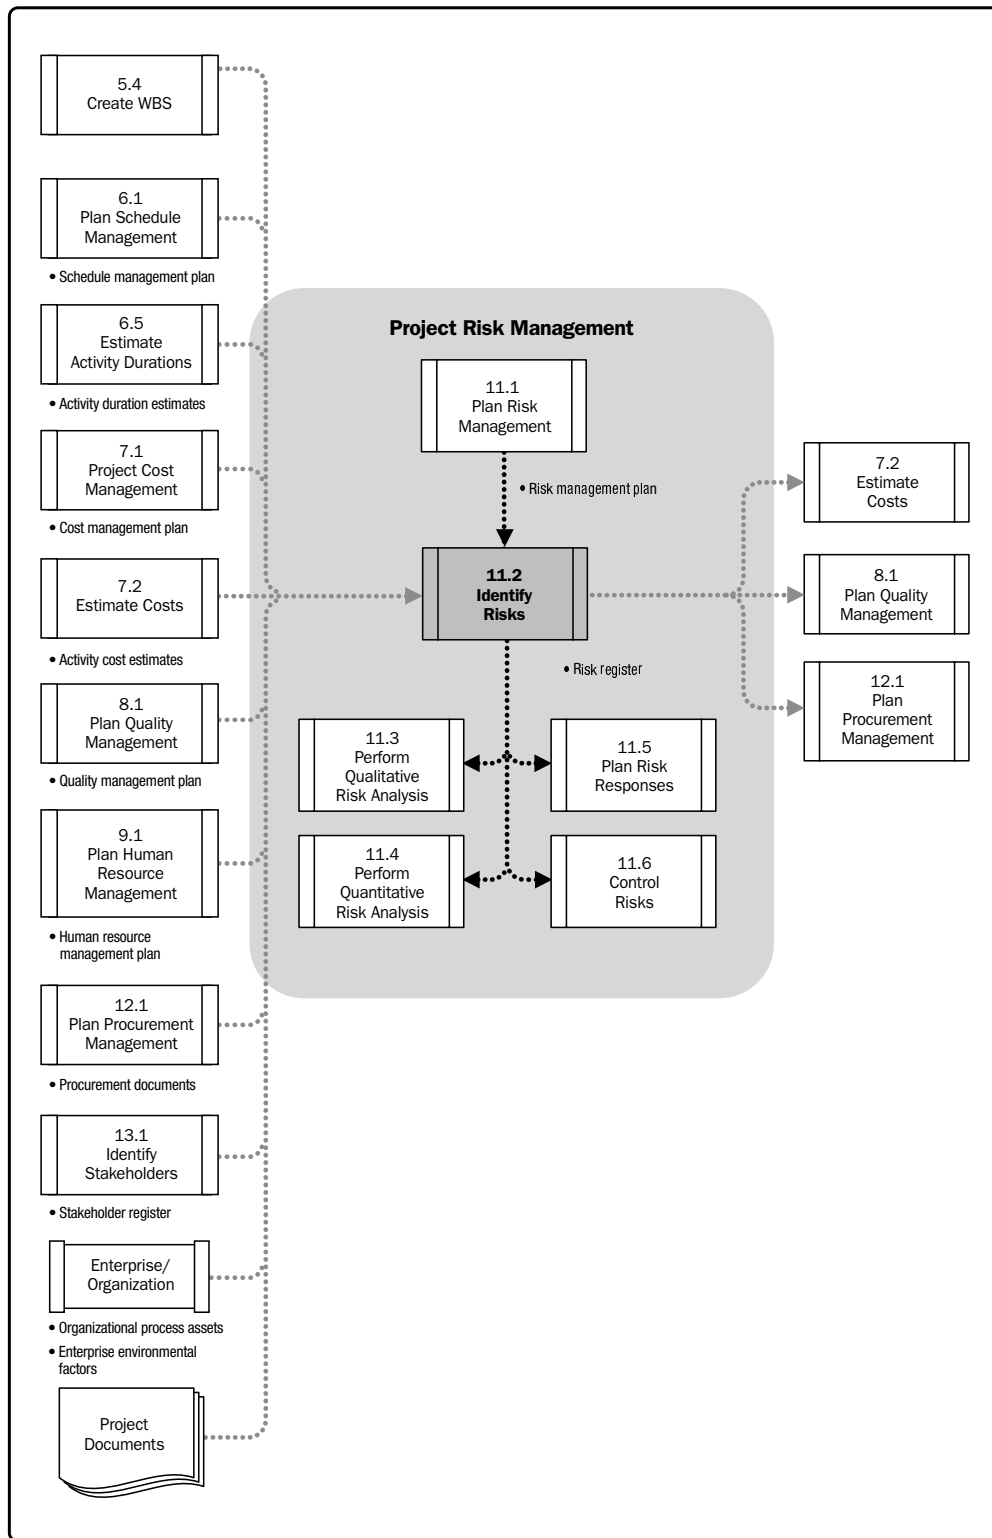 5.4
Create WBS
6.1
Plan Schedule
Management
• Schedule management plan
6.5
Estimate
Activity Durations
• Activity duration estimates
7.1
Project Cost
Management
• Cost management plan
7.2
Estimate Costs
• Activity cost estimates
8.1
Plan Quality
Management
• Quality management plan
9.1
Plan Human
Resource
Management
• Human resource
management plan
12.1
Plan Procurement
Management
• Procurement documents
13.1
Identify
Stakeholders
• Stakeholder register
Enterprise/
Organization
• Organizational process assets
• Enterprise environmental
factors
Project
Documents
Project Risk Management
11.1
Plan Risk
Management
• Risk management plan
11.2
Identify
Risks
• Risk register
11.3
Perform
Qualitative
Risk Analysis
11.5
Plan Risk
Responses
11.4
Perform
Quantitative
Risk Analysis
11.6
Control
Risks
7.2
Estimate
Costs
8.1
Plan Quality
Management
12.1
Plan
Procurement
Management